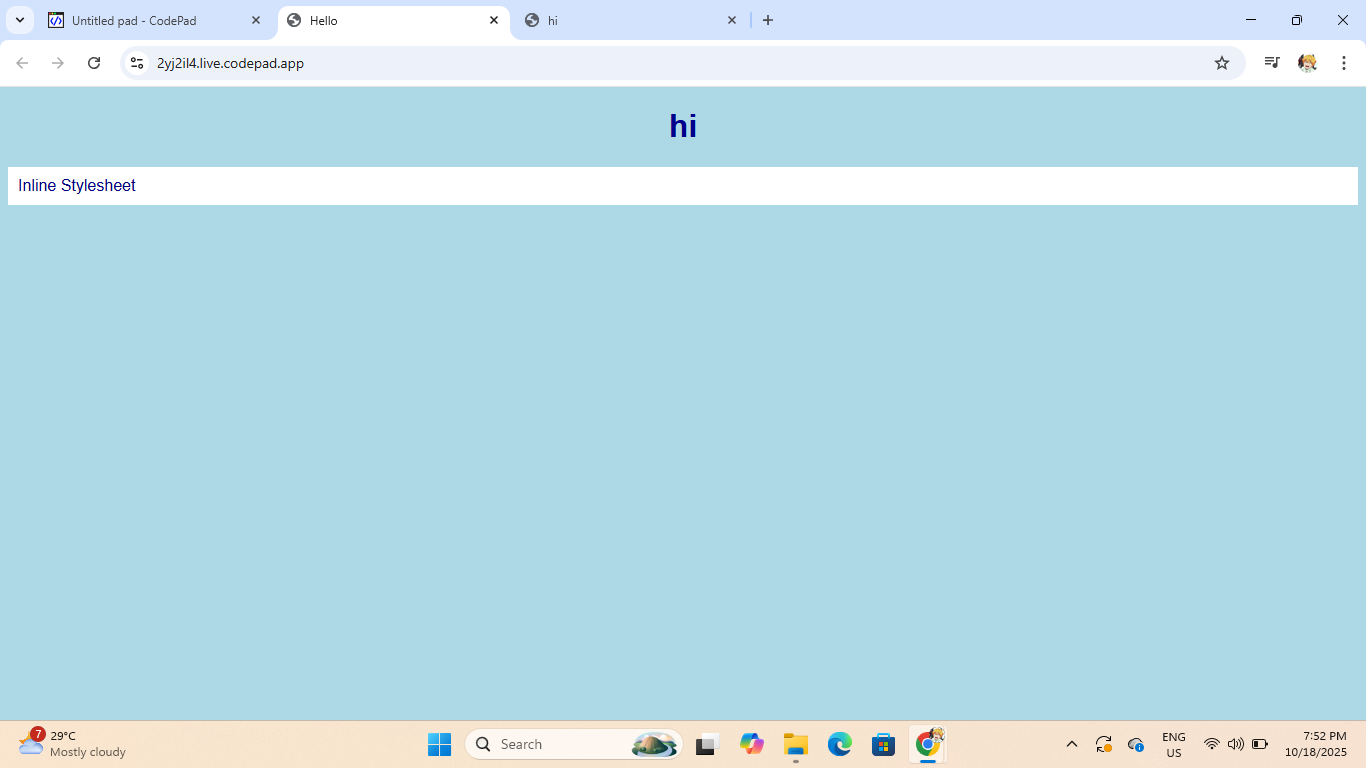 Untitled pad - CodePad
Hello
hi
2yj2il4.live.codepad.app
hi
Inline Stylesheet
7
29°C
Mostly cloudy
Search
ENG
US
7:52 PM
10/18/2025